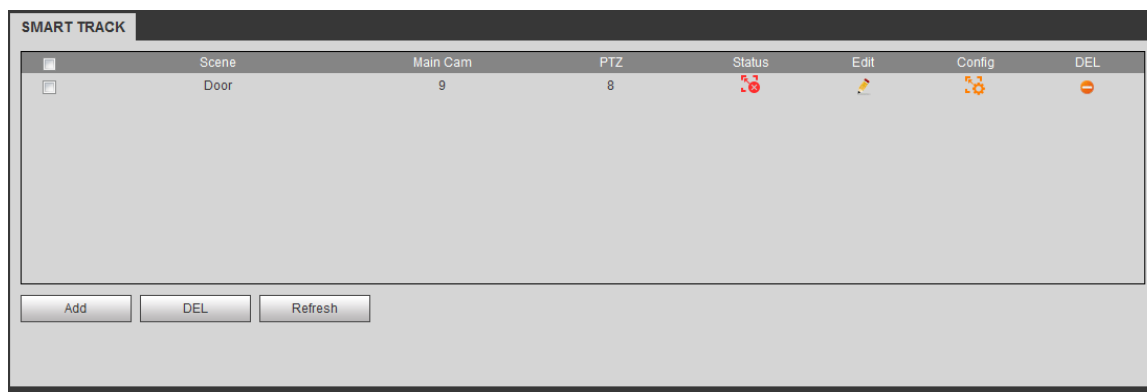 SMART TRACK
Scene Main Cam PTZ Status Edit Config DEL
Door 9 8
Add DEL Refresh